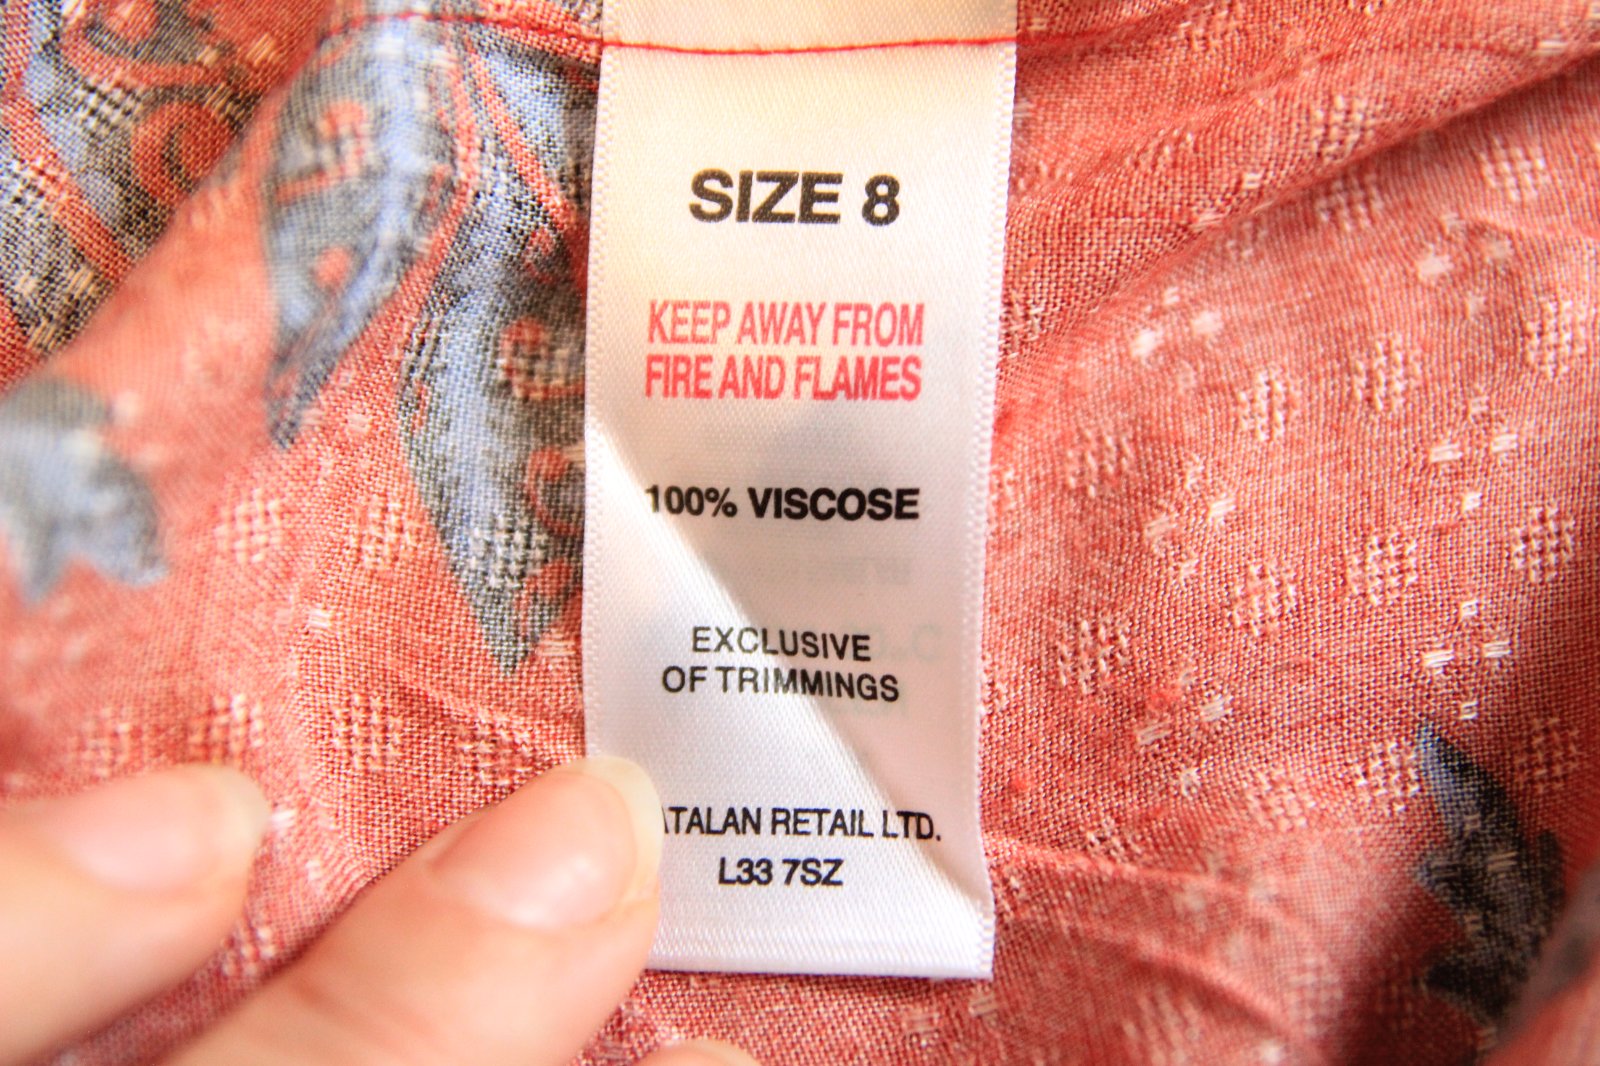 SIZE 8
KEEP AWAY FROM
FIRE AND FLAMES
100% VISCOSE
EXCLUSIVE
OF TRIMMINGS
ATALAN RETAIL LTD.
L33 7SZ